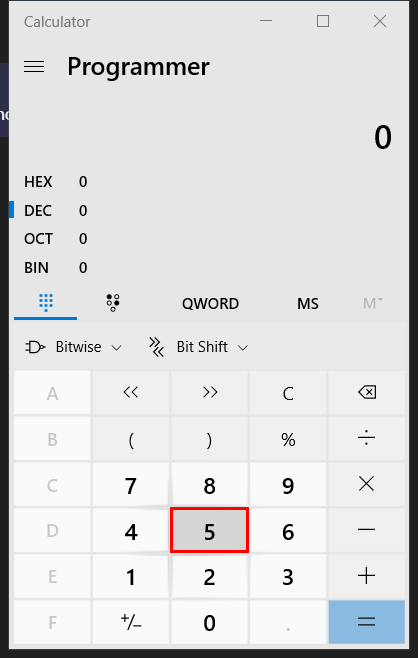 Calculator
Programmer
0
HEX 0
DEC 0
OCT 0
BIN 0
QWORD MS M˅
Bitwise Bit Shift
A << >> C
B ( ) % ÷
C 7 8 9 ×
D 4 5 6 −
E 1 2 3 +
F +/− 0 . =